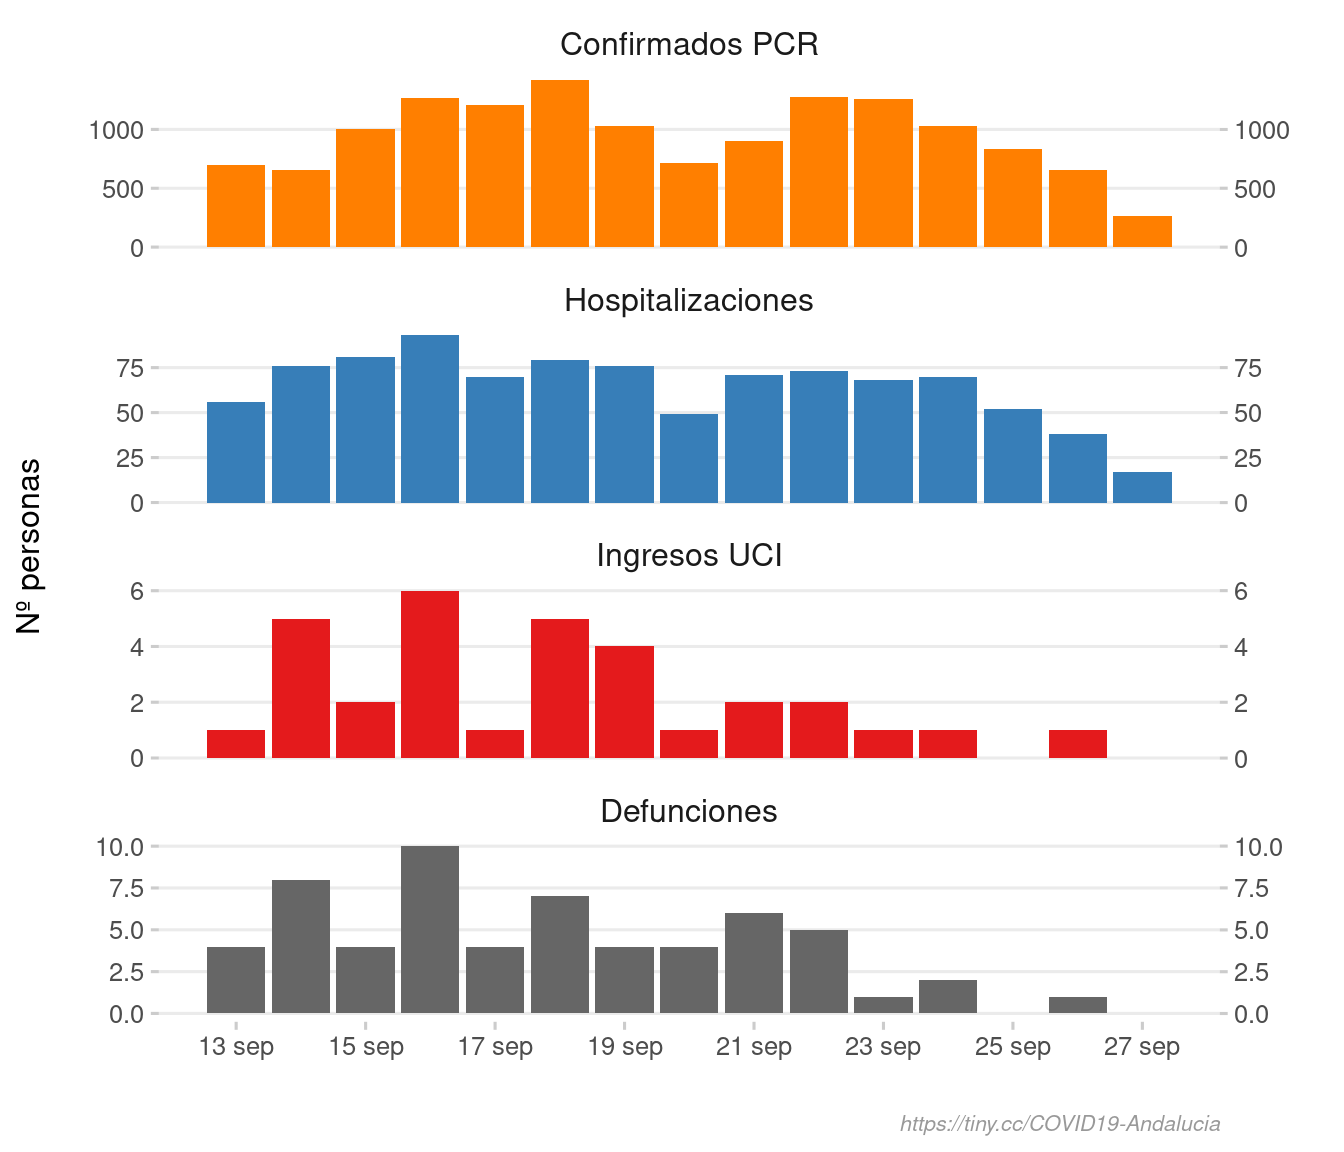 Confirmados PCR
1000 1000
500 500
0 0
Hospitalizaciones
75 75
50 50
25 25
0 0
Nº personas
Ingresos UCI
6 6
4 4
2 2
0 0
Defunciones
10.0 10.0
7.5 7.5
5.0 5.0
2.5 2.5
0.0 0.0
13 sep 15 sep 17 sep 19 sep 21 sep 23 sep 25 sep 27 sep
https://tiny.cc/COVID19-Andalucia